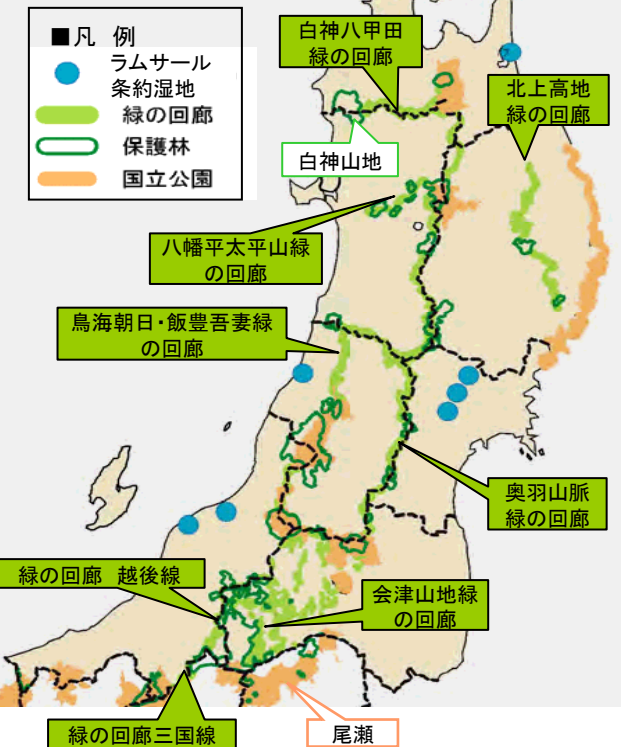 ■凡 例
ラムサール
条約湿地
緑の回廊
保護林
国立公園
白神八甲田
緑の回廊
北上高地
緑の回廊
白神山地
八幡平太平山緑
の回廊
鳥海朝日・飯豊吾妻緑
の回廊
奥羽山脈
緑の回廊
緑の回廊 越後線
会津山地緑
の回廊
緑の回廊三国線
尾瀬